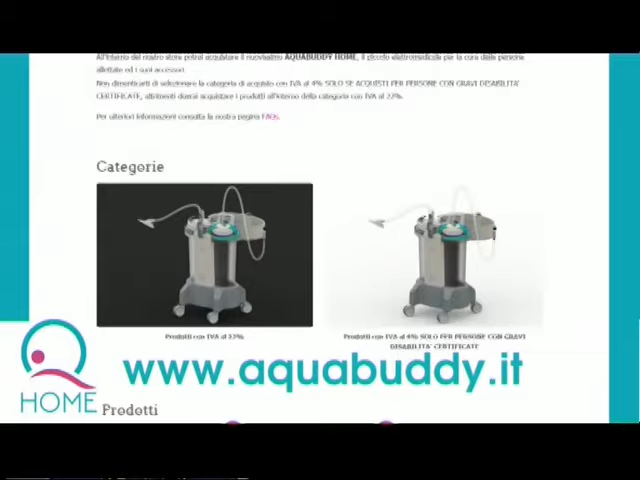 All'interno del nostro store potrai acquistare il nuovissimo AQUABUDDY HOME, il piccolo elettromedicale per la cura delle persone
allettate ed i suoi accessori.
Non dimenticarti di selezionare la categoria di acquisto con IVA al 4% SOLO SE ACQUISTI PER PERSONE CON GRAVI DISABILITA'
CERTIFICATE, altrimenti dovrai acquistare i prodotti all'interno della categoria con IVA al 22%.
Per ulteriori informazioni consulta la nostra pagina FAQs.
Categorie
Prodotti con IVA al 22%
Prodotti con IVA al 4% SOLO PER PERSONE CON GRAVI
DISABILITA' CERTIFICATE
www.aquabuddy.it
HOME
Prodotti